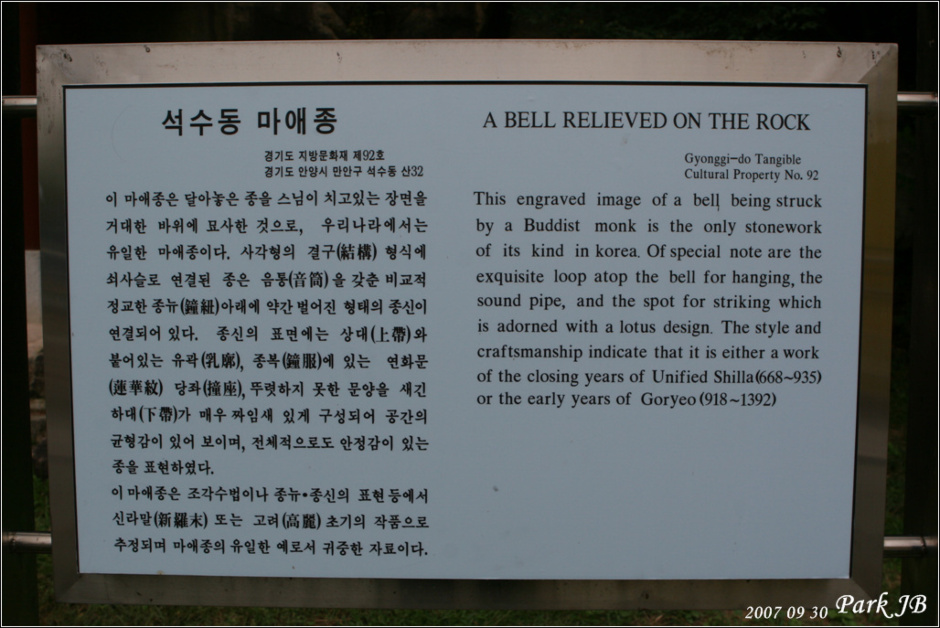 석수동 마애종
경기도 지방문화재 제92호
경기도 안양시 만안구 석수동 산32
이 마애종은 달아놓은 종을 스님이 치고있는 장면을
거대한 바위에 묘사한 것으로, 우리나라에서는
유일한 마애종이다. 사각형의 결구(結構) 형식에
쇠사슬로 연결된 종은 음통(音筒)을 갖춘 비교적
정교한 종뉴(鐘紐)아래에 약간 벌어진 형태의 종신이
연결되어 있다. 종신의 표면에는 상대(上帶)와
붙어있는 유곽(乳廓), 종복(鐘服)에 있는 연화문
(蓮華紋) 당좌(撞座), 뚜렷하지 못한 문양을 새긴
하대(下帶)가 매우 짜임새 있게 구성되어 공간의
균형감이 있어 보이며, 전체적으로도 안정감이 있는
종을 표현하였다.
이 마애종은 조각수법이나 종뉴•종신의 표현 등에서
신라말(新羅末) 또는 고려(高麗) 초기의 작품으로
추정되며 마애종의 유일한 예로서 귀중한 자료이다.
A BELL RELIEVED ON THE ROCK
Gyonggi-do Tangible
Cultural Property No. 92
This engraved image of a bell being struck
by a Buddist monk is the only stonework
of its kind in korea. Of special note are the
exquisite loop atop the bell for hanging, the
sound pipe, and the spot for striking which
is adorned with a lotus design. The style and
craftsmanship indicate that it is either a work
of the closing years of Unified Shilla(668~935)
or the early years of Goryeo (918~1392)
2007 09 30 Park JB